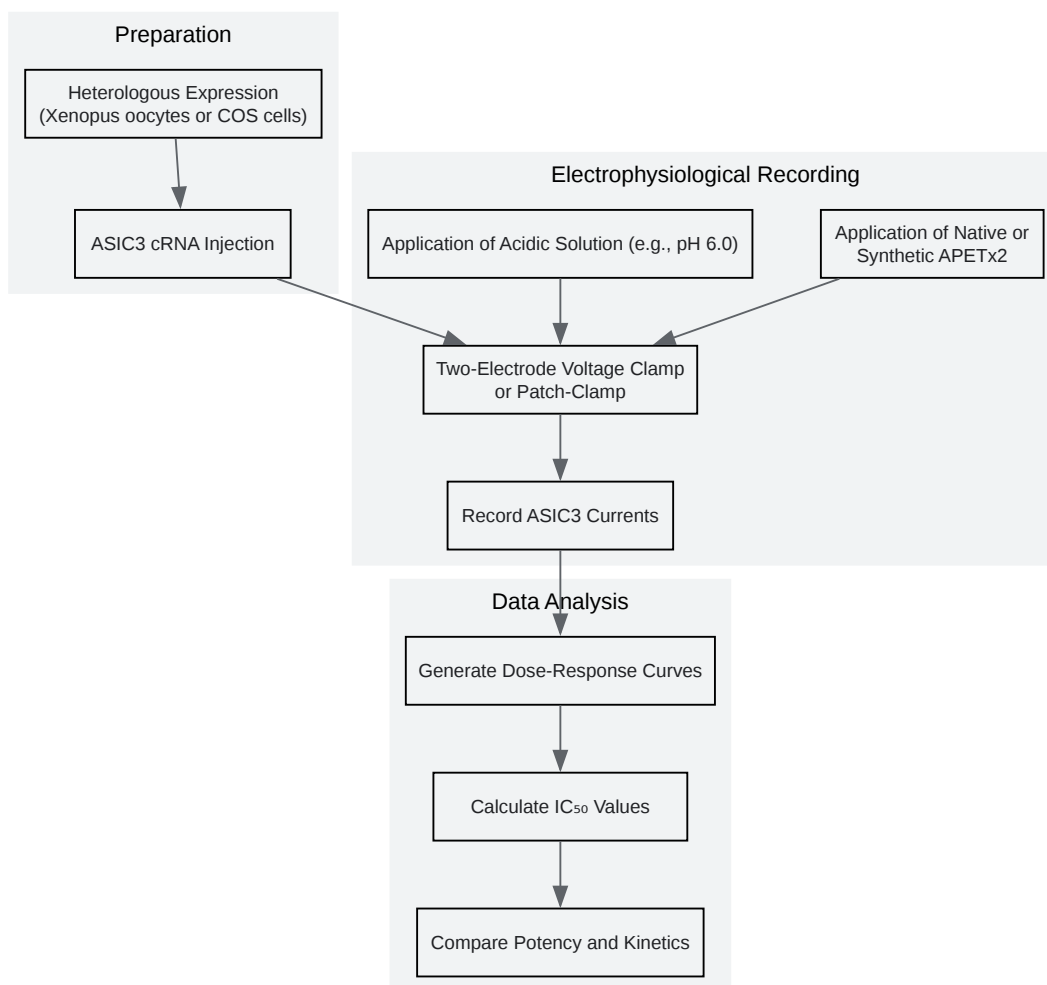 Preparation
Heterologous Expression
(Xenopus oocytes or COS cells)
ASIC3 cRNA Injection
Electrophysiological Recording
Application of Acidic Solution (e.g., pH 6.0)
Application of Native or
Synthetic APETx2
Two-Electrode Voltage Clamp
or Patch-Clamp
Record ASIC3 Currents
Data Analysis
Generate Dose-Response Curves
Calculate IC₅₀ Values
Compare Potency and Kinetics